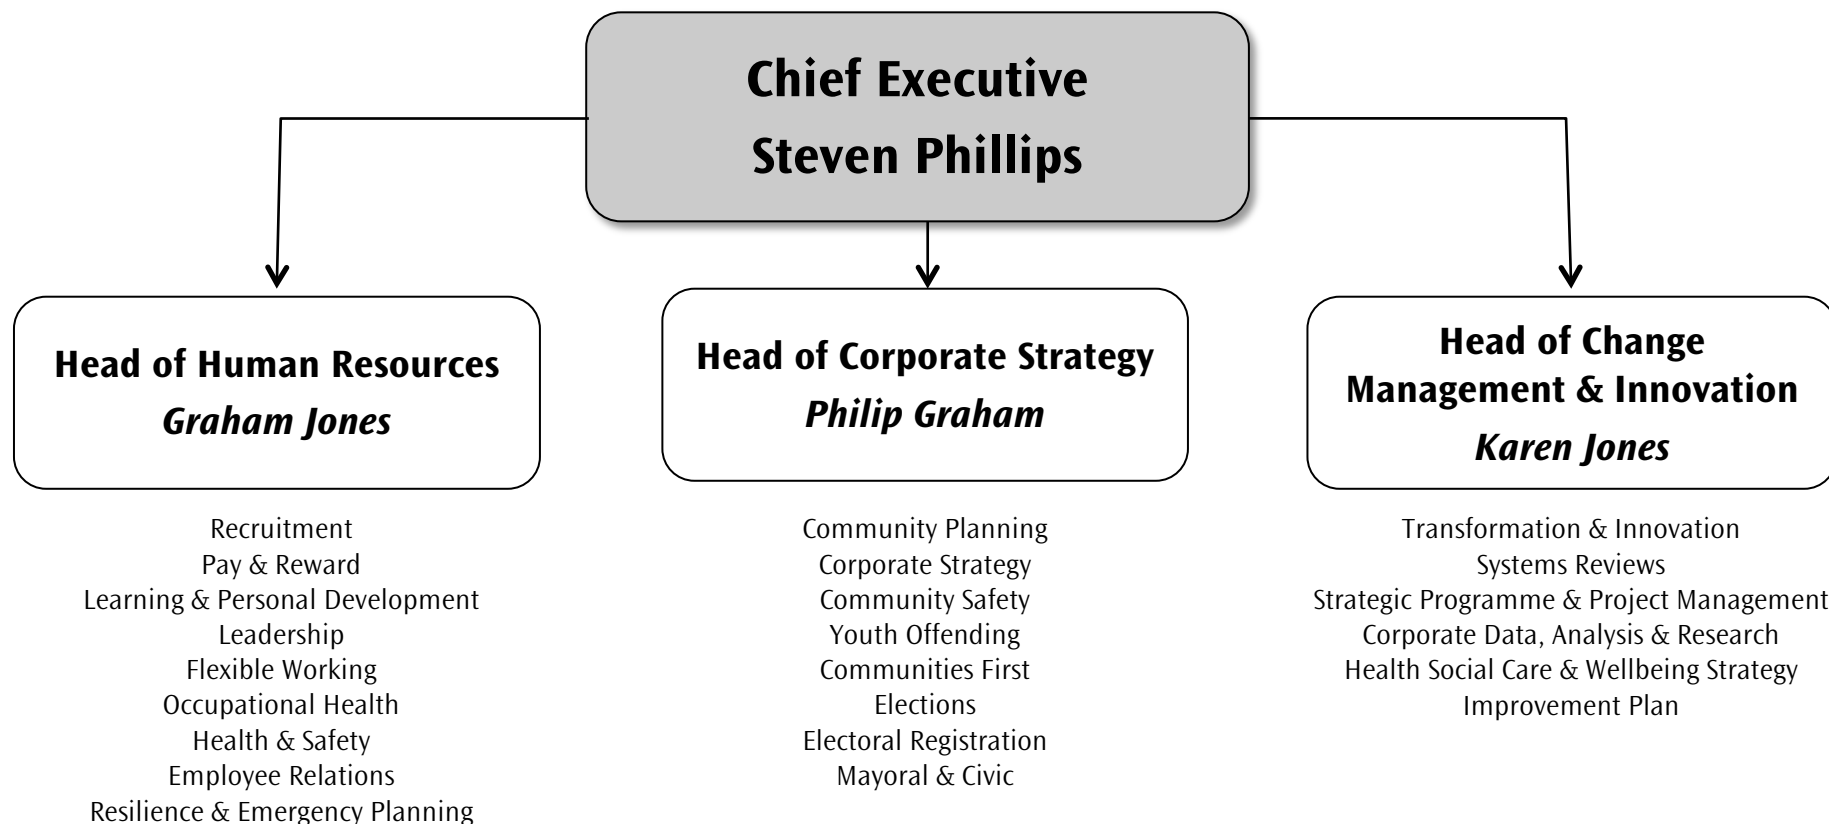 Chief Executive
Steven Phillips
Head of Human Resources
Graham Jones
Recruitment
Pay & Reward
Learning & Personal Development
Leadership
Flexible Working
Occupational Health
Health & Safety
Employee Relations
Resilience & Emergency Planning
Head of Corporate Strategy
Philip Graham
Community Planning
Corporate Strategy
Community Safety
Youth Offending
Communities First
Elections
Electoral Registration
Mayoral & Civic
Head of Change
Management & Innovation
Karen Jones
Transformation & Innovation
Systems Reviews
Strategic Programme & Project Management
Corporate Data, Analysis & Research
Health Social Care & Wellbeing Strategy
Improvement Plan